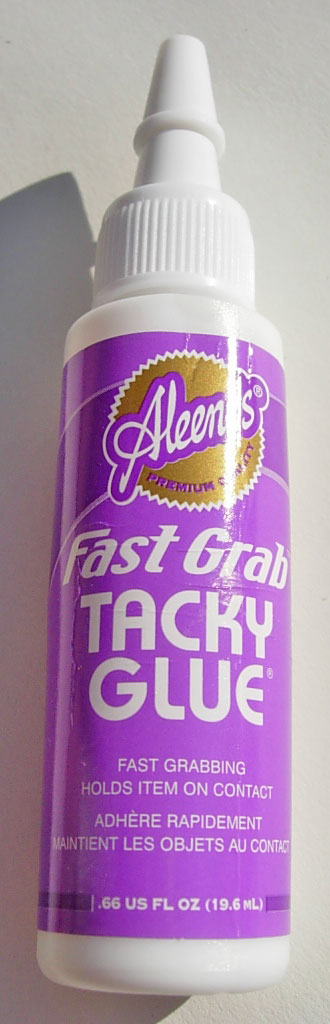 Aleene's®
PREMIUM QUALITY
Fast Grab
TACKY
GLUE®
FAST GRABBING
HOLDS ITEM ON CONTACT
ADHÈRE RAPIDEMENT
MAINTIENT LES OBJETS AU CONTACT
.66 US FL OZ (19.6 mL)